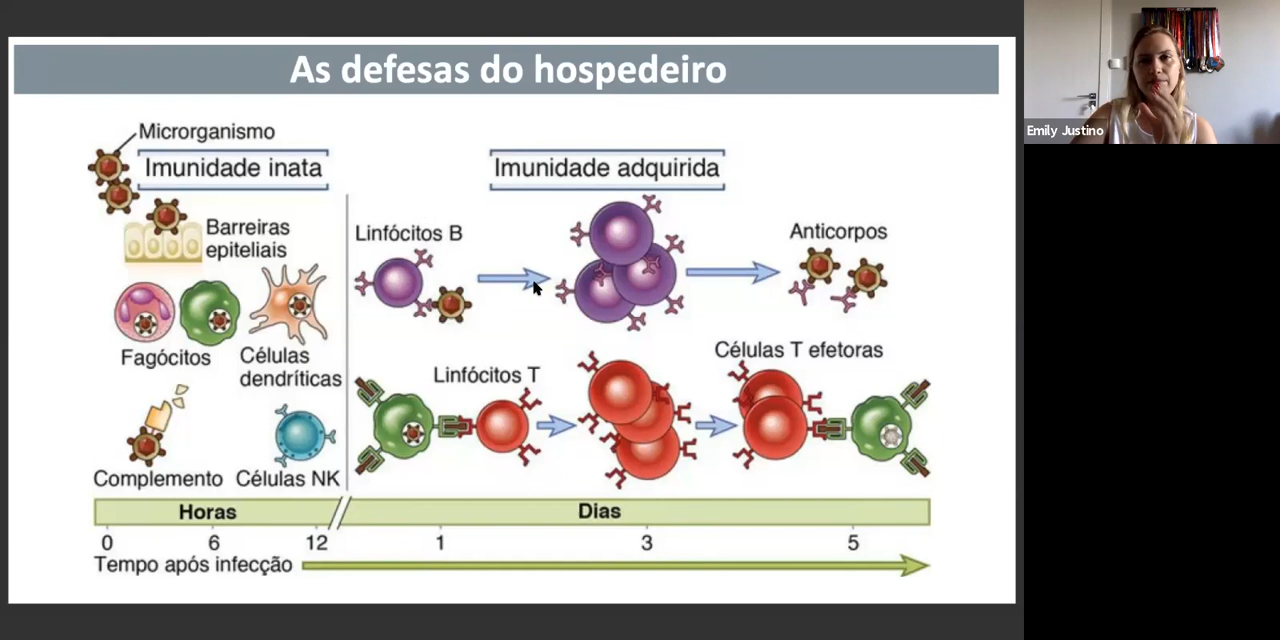 As defesas do hospedeiro
Emily Justino
Microrganismo
Imunidade inata
Imunidade adquirida
Barreiras
epiteliais
Linfócitos B
Anticorpos
Fagócitos
Células
dendríticas
Linfócitos T
Células T efetoras
Complemento
Células NK
Horas
Dias
0 6 12 1 3 5
Tempo após infecção